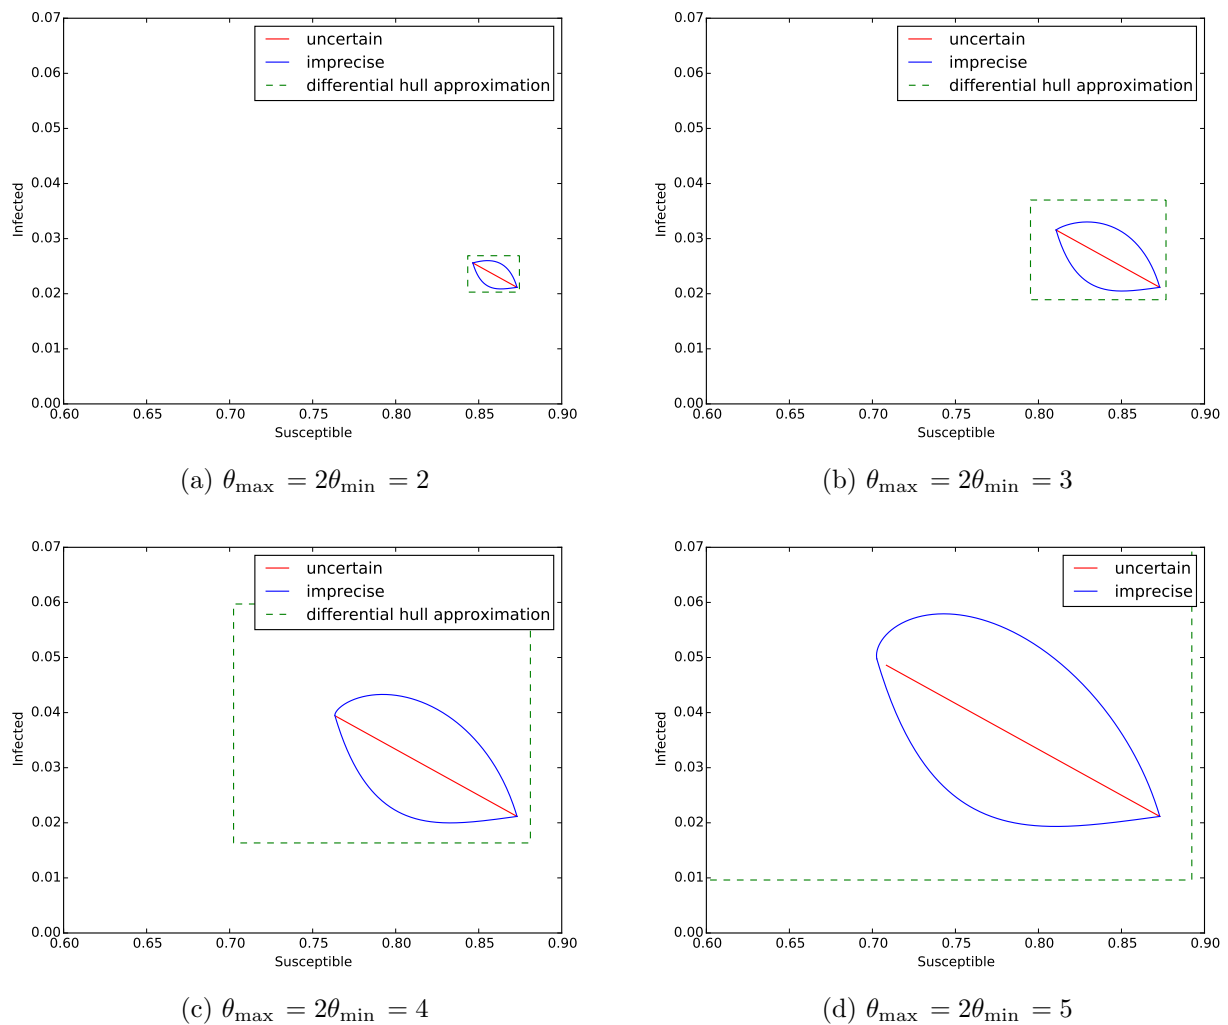 0.07
0.06
0.05
0.04
0.03
0.02
0.01
0.00
Infected
uncertain
imprecise
differential hull approximation
0.60 0.65 0.70 0.75 0.80 0.85 0.90
Susceptible
(a) θmax = 2θmin = 2
0.07
0.06
0.05
0.04
0.03
0.02
0.01
0.00
Infected
uncertain
imprecise
differential hull approximation
0.60 0.65 0.70 0.75 0.80 0.85 0.90
Susceptible
(b) θmax = 2θmin = 3
0.07
0.06
0.05
0.04
0.03
0.02
0.01
0.00
Infected
uncertain
imprecise
differential hull approximation
0.60 0.65 0.70 0.75 0.80 0.85 0.90
Susceptible
(c) θmax = 2θmin = 4
0.07
0.06
0.05
0.04
0.03
0.02
0.01
0.00
Infected
uncertain
imprecise
0.60 0.65 0.70 0.75 0.80 0.85 0.90
Susceptible
(d) θmax = 2θmin = 5